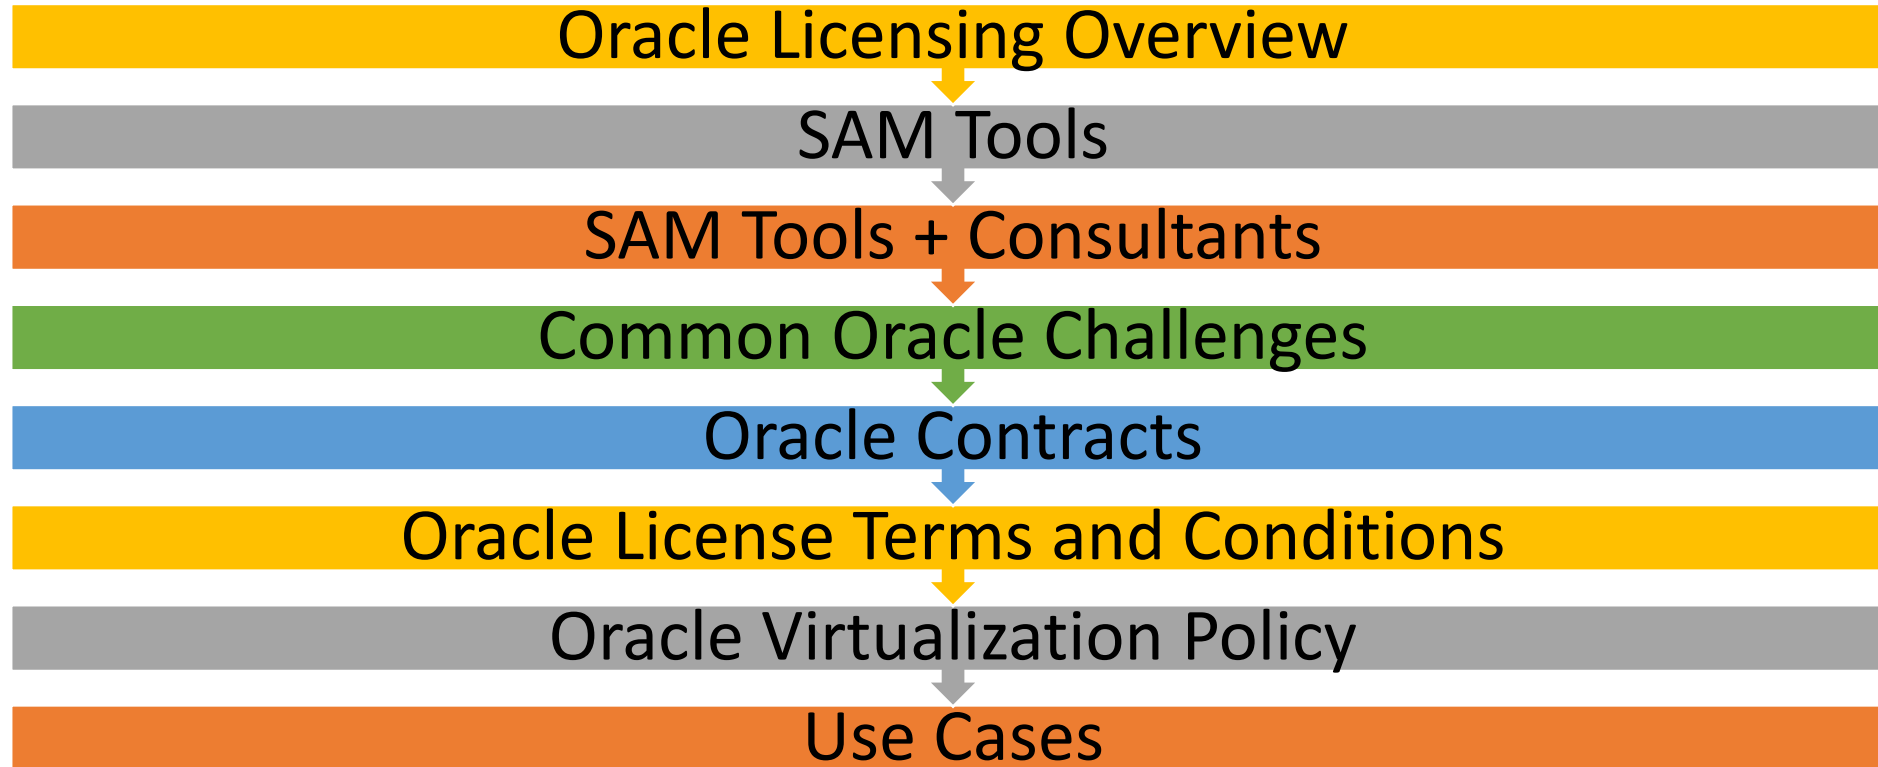 Oracle Licensing Overview
SAM Tools
SAM Tools + Consultants
Common Oracle Challenges
Oracle Contracts
Oracle License Terms and Conditions
Oracle Virtualization Policy
Use Cases